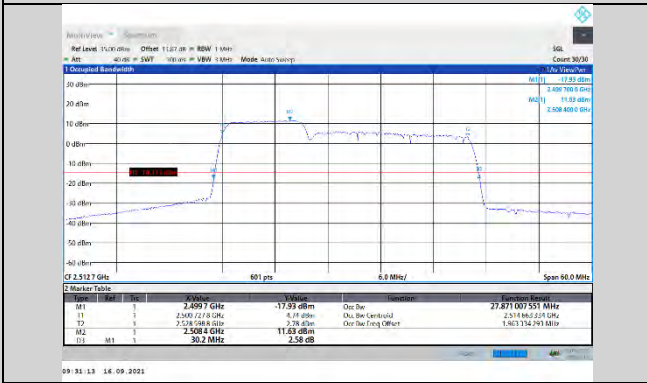 MultiView Spectrum
Ref Level 35.00 dBm Offset 11.87 dB RBW 1 MHz SGL
Att 40 dB SWT 300 ms VBW 3 MHz Mode Auto Sweep Count 30/30
1 Occupied Bandwidth
M1[1] -17.93 dBm
2.499 700 0 GHz
M2[1] 11.63 dBm
2.508 400 0 GHz
30 dBm
20 dBm
10 dBm
0 dBm
-10 dBm
-20 dBm
-30 dBm
-40 dBm
-50 dBm
-60 dBm
CF 2.512 7 GHz 601 pts 6.0 MHz/ Span 60.0 MHz
2 Marker Table
Type Ref Trc X-Value Y-Value Function Function Result
M1 1 2.4997 GHz -17.93 dBm Occ Bw 27.871 007 551 MHz
T1 1 2.500 727 8 GHz 4.74 dBm Occ Bw Centroid 2.514 663 334 GHz
T2 1 2.528 598 8 GHz 2.78 dBm Occ Bw Freq Offset 1.963 334 293 MHz
M2 1 2.5084 GHz 11.63 dBm
D3 M1 1 30.2 MHz 2.58 dB
09:31:13 16.09.2021